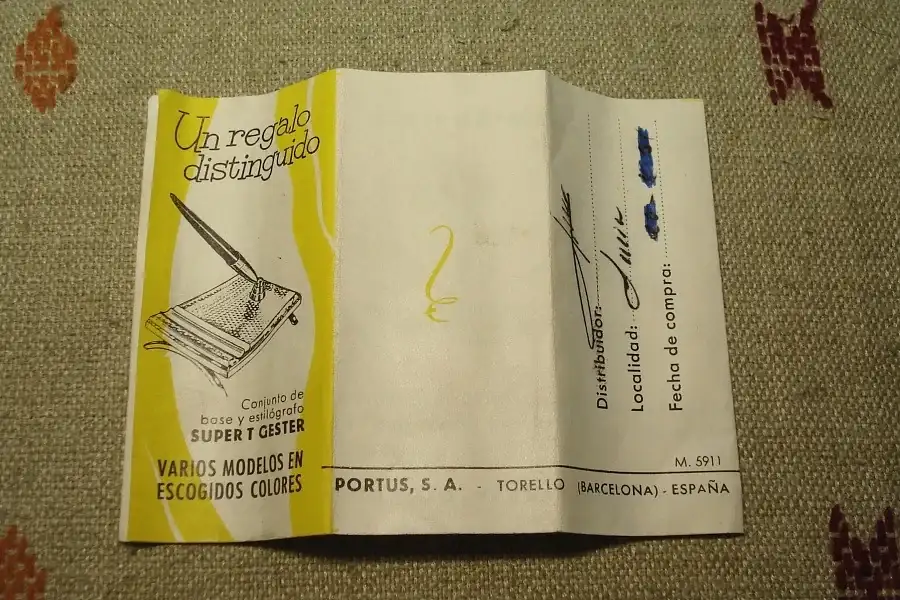 Un regalo
distinguido
Conjunto de
base y estilógrafo
SUPER T GESTER
VARIOS MODELOS EN
ESCOGIDOS COLORES
Distribuidor:
Localidad:
Fecha de compra:
M. 5911
PORTUS, S. A. - TORELLO (BARCELONA) - ESPAÑA